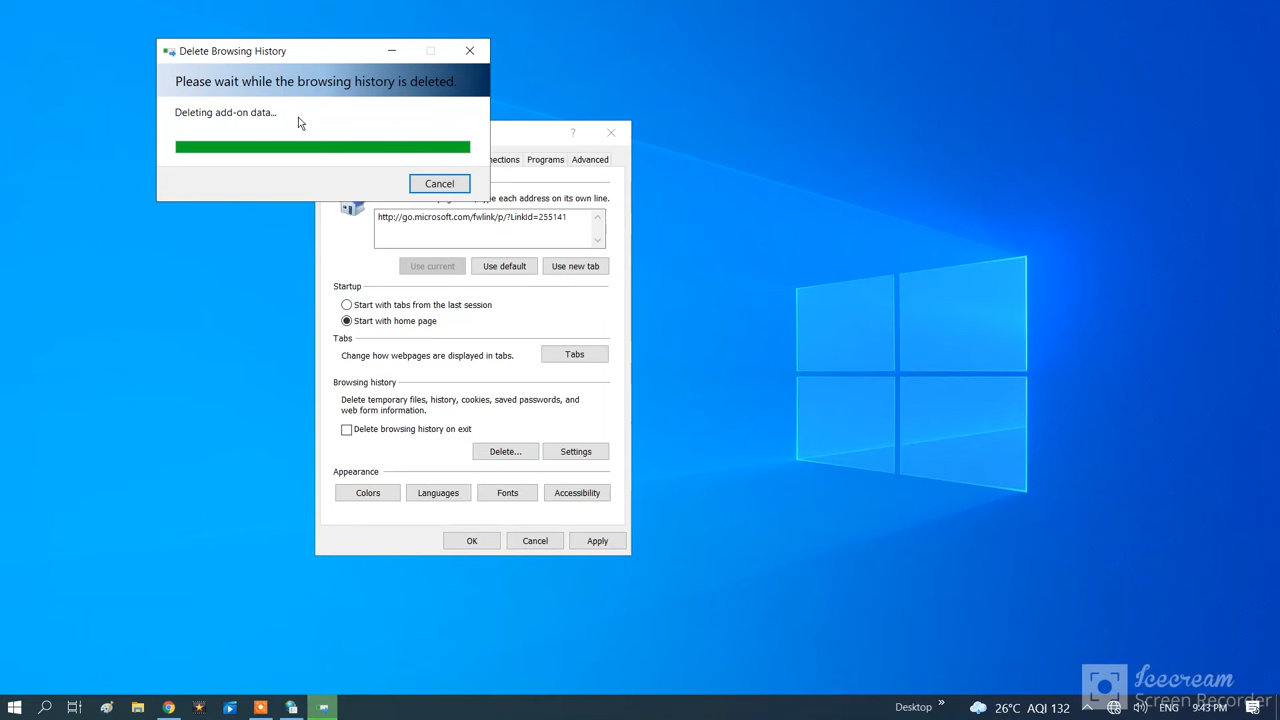 Delete Browsing History
Please wait while the browsing history is deleted.
Deleting add-on data...
Cancel
?
Programs
Advanced
each address on its own line.
http://go.microsoft.com/fwlink/p/?LinkId=255141
Use current
Use default
Use new tab
Startup
Start with tabs from the last session
Start with home page
Tabs
Change how webpages are displayed in tabs.
Tabs
Browsing history
Delete temporary files, history, cookies, saved passwords, and
web form information.
Delete browsing history on exit
Delete...
Settings
Appearance
Colors
Languages
Fonts
Accessibility
OK
Cancel
Apply
Icecream
Screen Recorder
Desktop
26°C AQI 132
ENG
9:43 PM